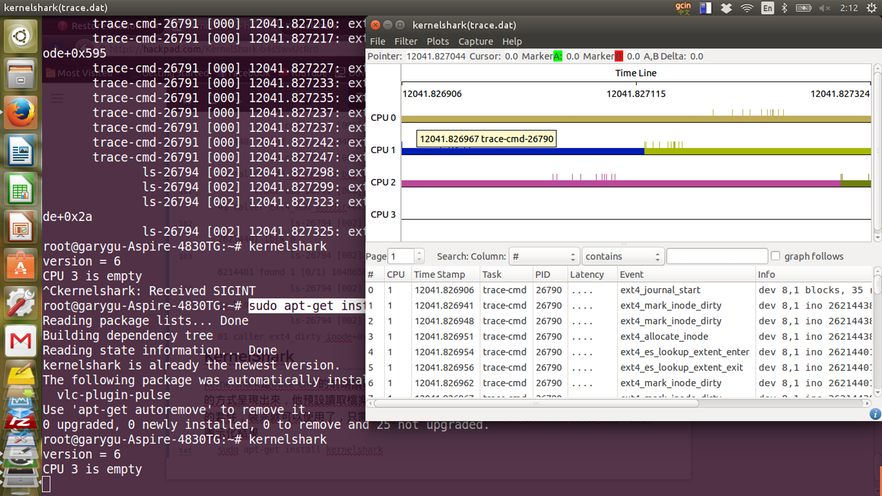 kernelshark(trace.dat)
gcin
中文
En
2:12
trace-cmd-26791 [000] 12041.827210: ext
trace-cmd-26791 [000] 12041.827217: ext
ode+0x595
trace-cmd-26791 [000] 12041.827227: ext
trace-cmd-26791 [000] 12041.827233: ext
trace-cmd-26791 [000] 12041.827235: ext
trace-cmd-26791 [000] 12041.827237: ext
trace-cmd-26791 [000] 12041.827237: ext
trace-cmd-26791 [000] 12041.827242: ext
trace-cmd-26791 [000] 12041.827247: ext
ls-26794 [002] 12041.827298: ext
ls-26794 [002] 12041.827299: ext
ls-26794 [002] 12041.827323: ext
de+0x2a
ls-26794 [002] 12041.827325: ext
root@garygu-Aspire-4830TG:~# kernelshark
version = 6
CPU 3 is empty
^Ckernelshark: Received SIGINT
root@garygu-Aspire-4830TG:~# sudo apt-get inst
Reading package lists... Done
Building dependency tree
Reading state information... Done
kernelshark is already the newest version.
The following package was automatically instal
vlc-plugin-pulse
Use 'apt-get autoremove' to remove it.
0 upgraded, 0 newly installed, 0 to remove and 25 not upgraded.
root@garygu-Aspire-4830TG:~# kernelshark
version = 6
CPU 3 is empty
sudo apt-get install kernelshark
kernelshark(trace.dat)
File Filter Plots Capture Help
Pointer: 12041.827044 Cursor: 0.0 Marker A: 0.0 Marker B: 0.0 A,B Delta: 0.0
Time Line
12041.826906 12041.827115 12041.827324
CPU 0
12041.826967 trace-cmd-26790
CPU 1
CPU 2
CPU 3
Page 1 Search: Column: # contains graph follows
# CPU Time Stamp Task PID Latency Event Info
0 1 12041.826906 trace-cmd 26790 .... ext4_journal_start dev 8,1 blocks, 35 r
1 1 12041.826941 trace-cmd 26790 .... ext4_mark_inode_dirty dev 8,1 ino 2621443
2 1 12041.826948 trace-cmd 26790 .... ext4_mark_inode_dirty dev 8,1 ino 2621443
3 1 12041.826951 trace-cmd 26790 .... ext4_allocate_inode dev 8,1 ino 2621443
4 1 12041.826954 trace-cmd 26790 .... ext4_es_lookup_extent_enter dev 8,1 ino 2621440
5 1 12041.826956 trace-cmd 26790 .... ext4_es_lookup_extent_exit dev 8,1 ino 2621440
6 1 12041.826962 trace-cmd 26790 .... ext4_mark_inode_dirty dev 8,1 ino 2621440